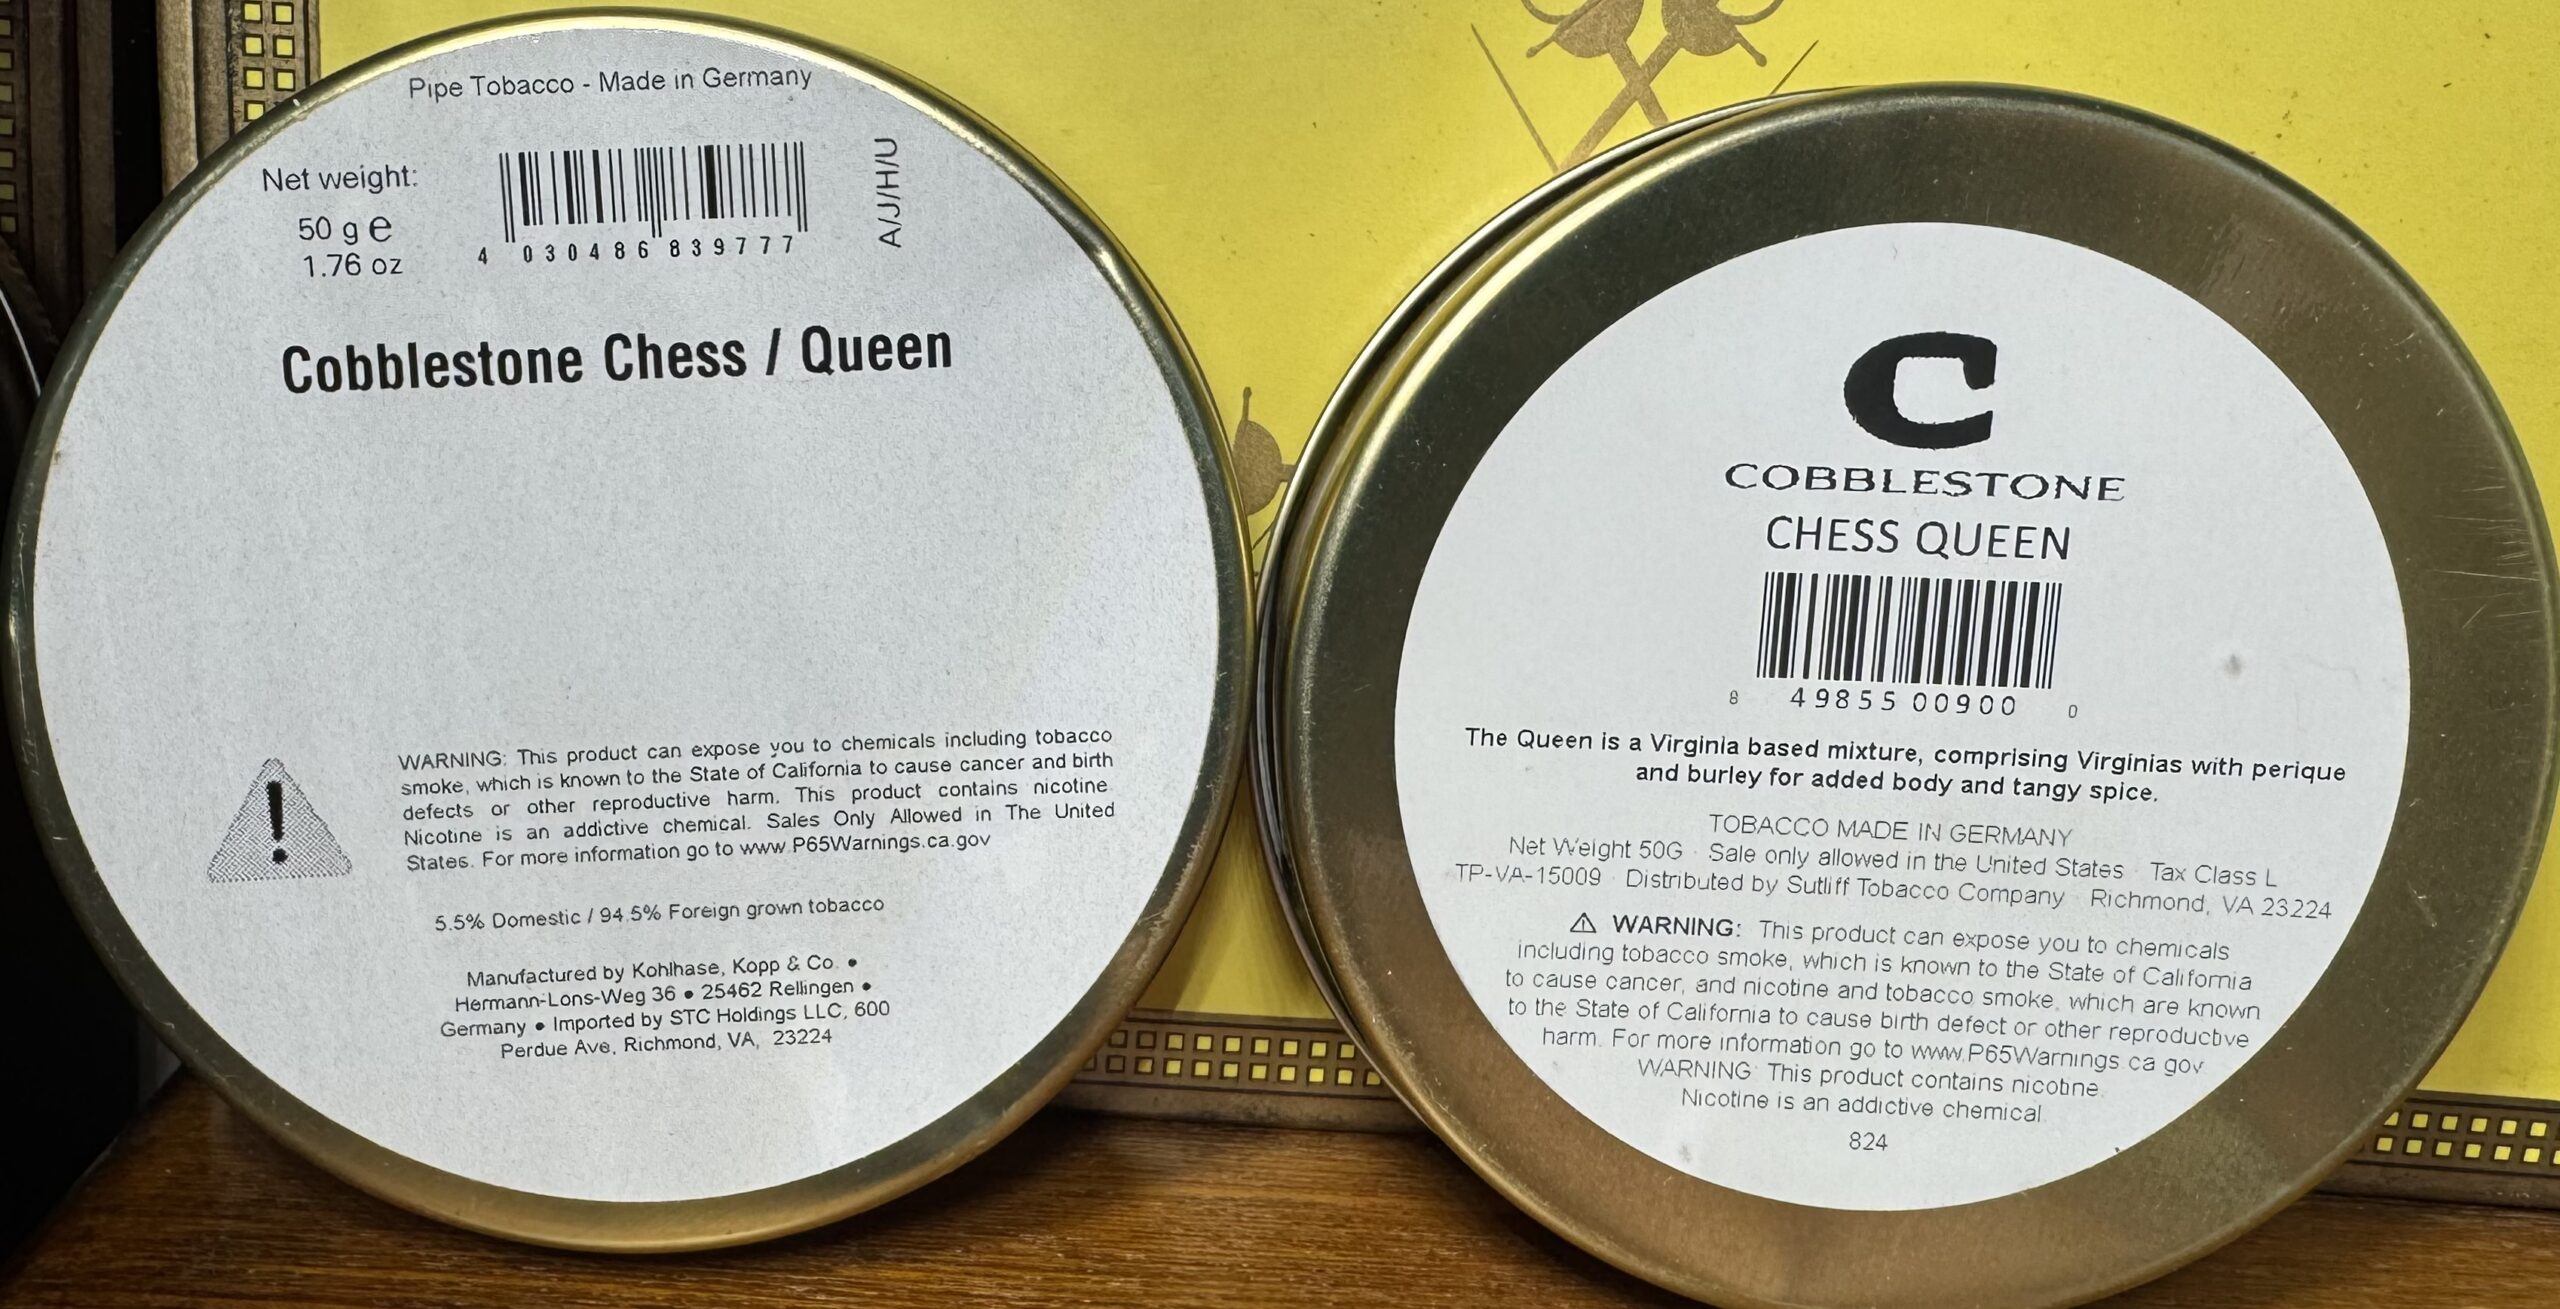 Pipe Tobacco - Made in Germany
Net weight:
50 g e
1.76 oz
4 030486 839777
A/J/H/U
Cobblestone Chess / Queen
!
WARNING: This product can expose you to chemicals including tobacco
smoke, which is known to the State of California to cause cancer and birth
defects or other reproductive harm. This product contains nicotine
Nicotine is an addictive chemical. Sales Only Allowed in The United
States. For more information go to www.P65Warnings.ca.gov
5.5% Domestic / 94.5% Foreign grown tobacco
Manufactured by Kohlhase, Kopp & Co. •
Hermann-Lons-Weg 36 • 25462 Rellingen •
Germany • Imported by STC Holdings LLC, 600
Perdue Ave, Richmond, VA, 23224
C
COBBLESTONE
CHESS QUEEN
8 49855 00900 0
The Queen is a Virginia based mixture, comprising Virginias with perique
and burley for added body and tangy spice.
TOBACCO MADE IN GERMANY
Net Weight 50G · Sale only allowed in the United States · Tax Class L
TP-VA-15009 · Distributed by Sutliff Tobacco Company · Richmond, VA 23224
⚠ WARNING: This product can expose you to chemicals
including tobacco smoke, which is known to the State of California
to cause cancer, and nicotine and tobacco smoke, which are known
to the State of California to cause birth defect or other reproductive
harm. For more information go to www.P65Warnings.ca.gov
WARNING: This product contains nicotine.
Nicotine is an addictive chemical.
824